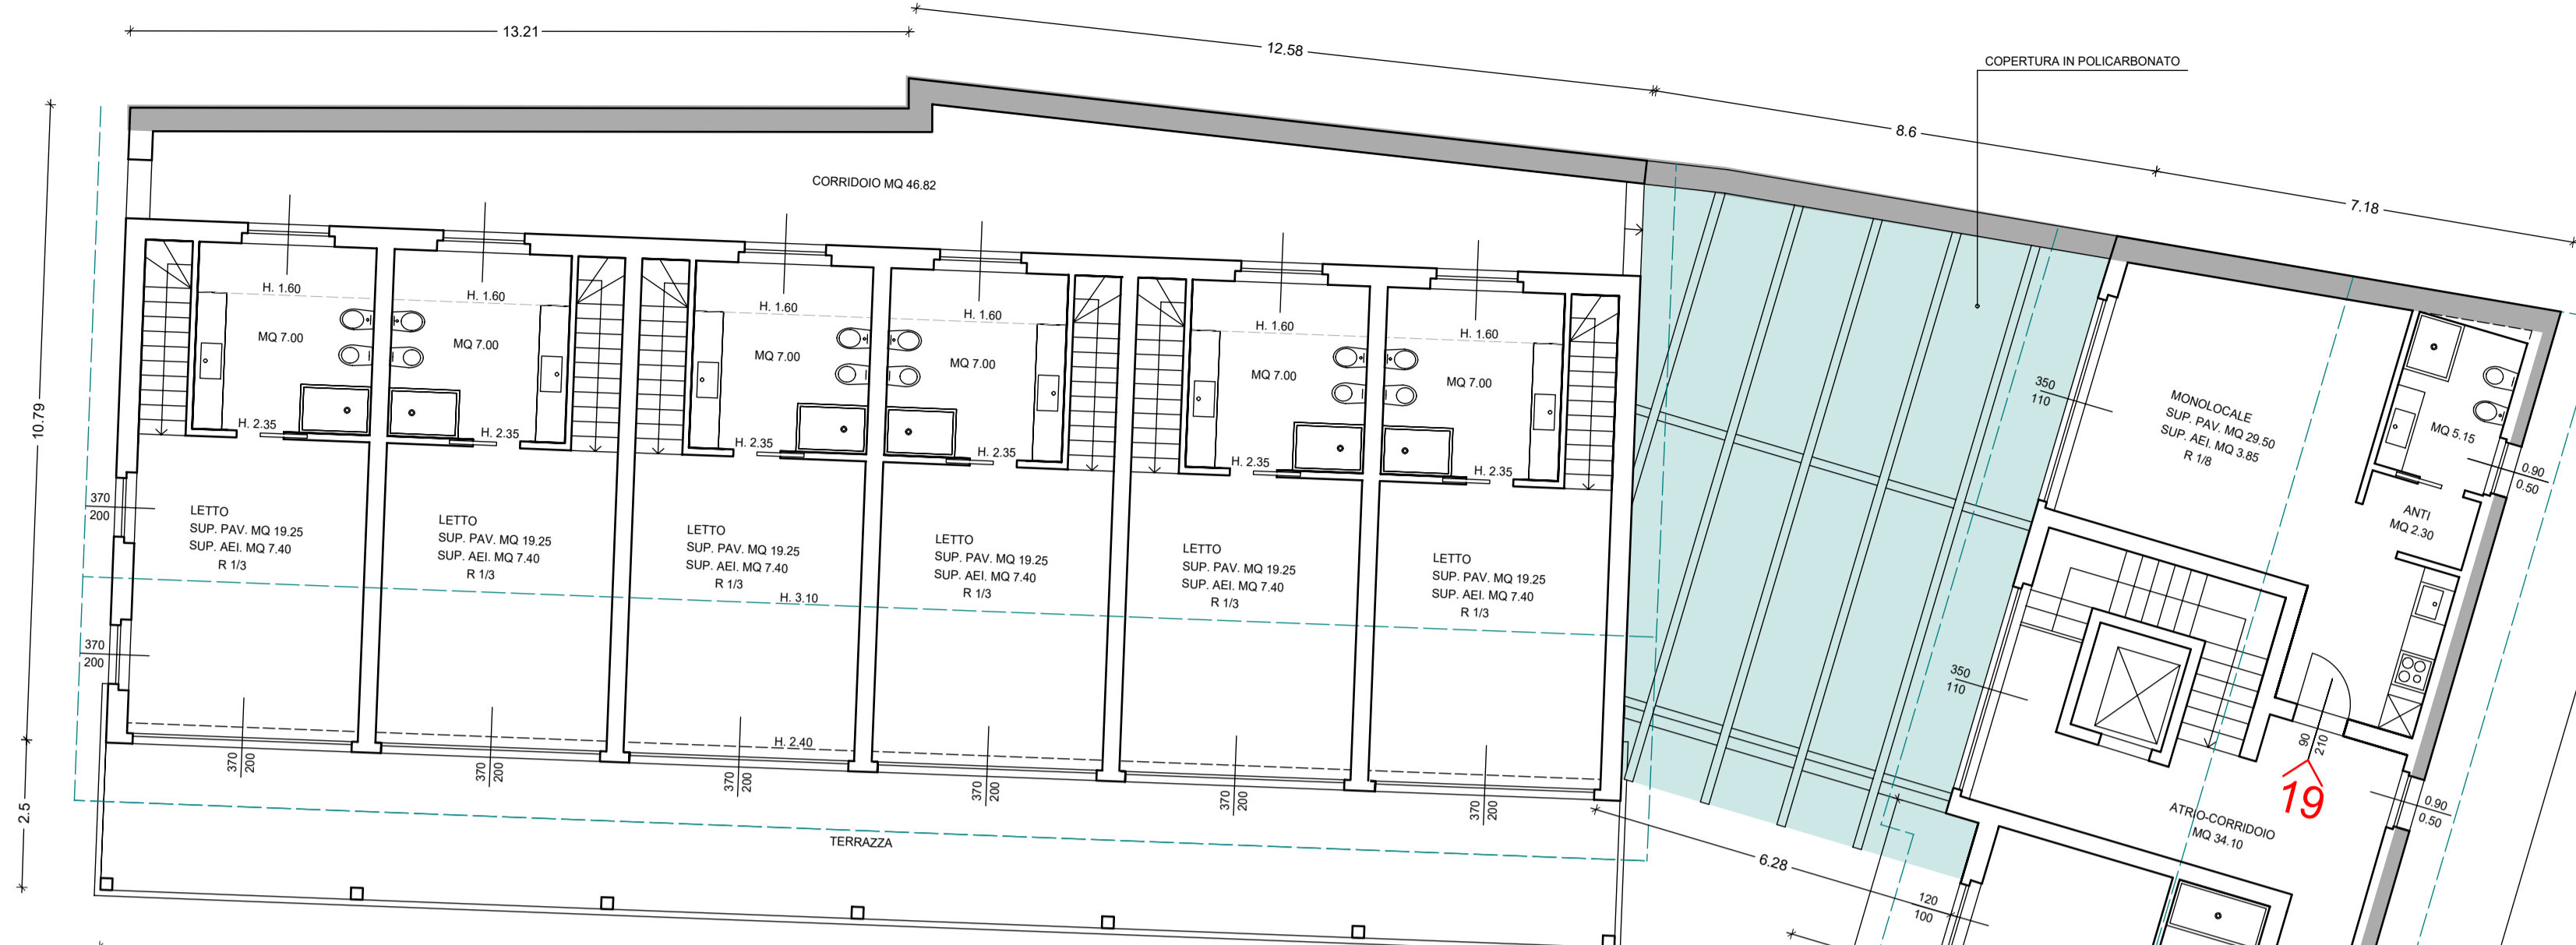 13.21
12.58
COPERTURA IN POLICARBONATO
8.6
7.18
10.79
2.5
CORRIDOIO MQ 46.82
H. 1.60
H. 1.60
H. 1.60
H. 1.60
H. 1.60
H. 1.60
MQ 7.00
MQ 7.00
MQ 7.00
MQ 7.00
MQ 7.00
MQ 7.00
H. 2.35
H. 2.35
H. 2.35
H. 2.35
H. 2.35
H. 2.35
370
200
370
200
LETTO
SUP. PAV. MQ 19.25
SUP. AEI. MQ 7.40
R 1/3
LETTO
SUP. PAV. MQ 19.25
SUP. AEI. MQ 7.40
R 1/3
LETTO
SUP. PAV. MQ 19.25
SUP. AEI. MQ 7.40
R 1/3
LETTO
SUP. PAV. MQ 19.25
SUP. AEI. MQ 7.40
R 1/3
LETTO
SUP. PAV. MQ 19.25
SUP. AEI. MQ 7.40
R 1/3
LETTO
SUP. PAV. MQ 19.25
SUP. AEI. MQ 7.40
R 1/3
H. 3.10
H. 2.40
370
200
370
200
370
200
370
200
370
200
370
200
TERRAZZA
350
110
MONOLOCALE
SUP. PAV. MQ 29.50
SUP. AEI. MQ 3.85
R 1/8
MQ 5.15
0.90
0.50
ANTI
MQ 2.30
350
110
90
210
19
ATRIO-CORRIDOIO
MQ 34.10
0.90
0.50
6.28
120
100